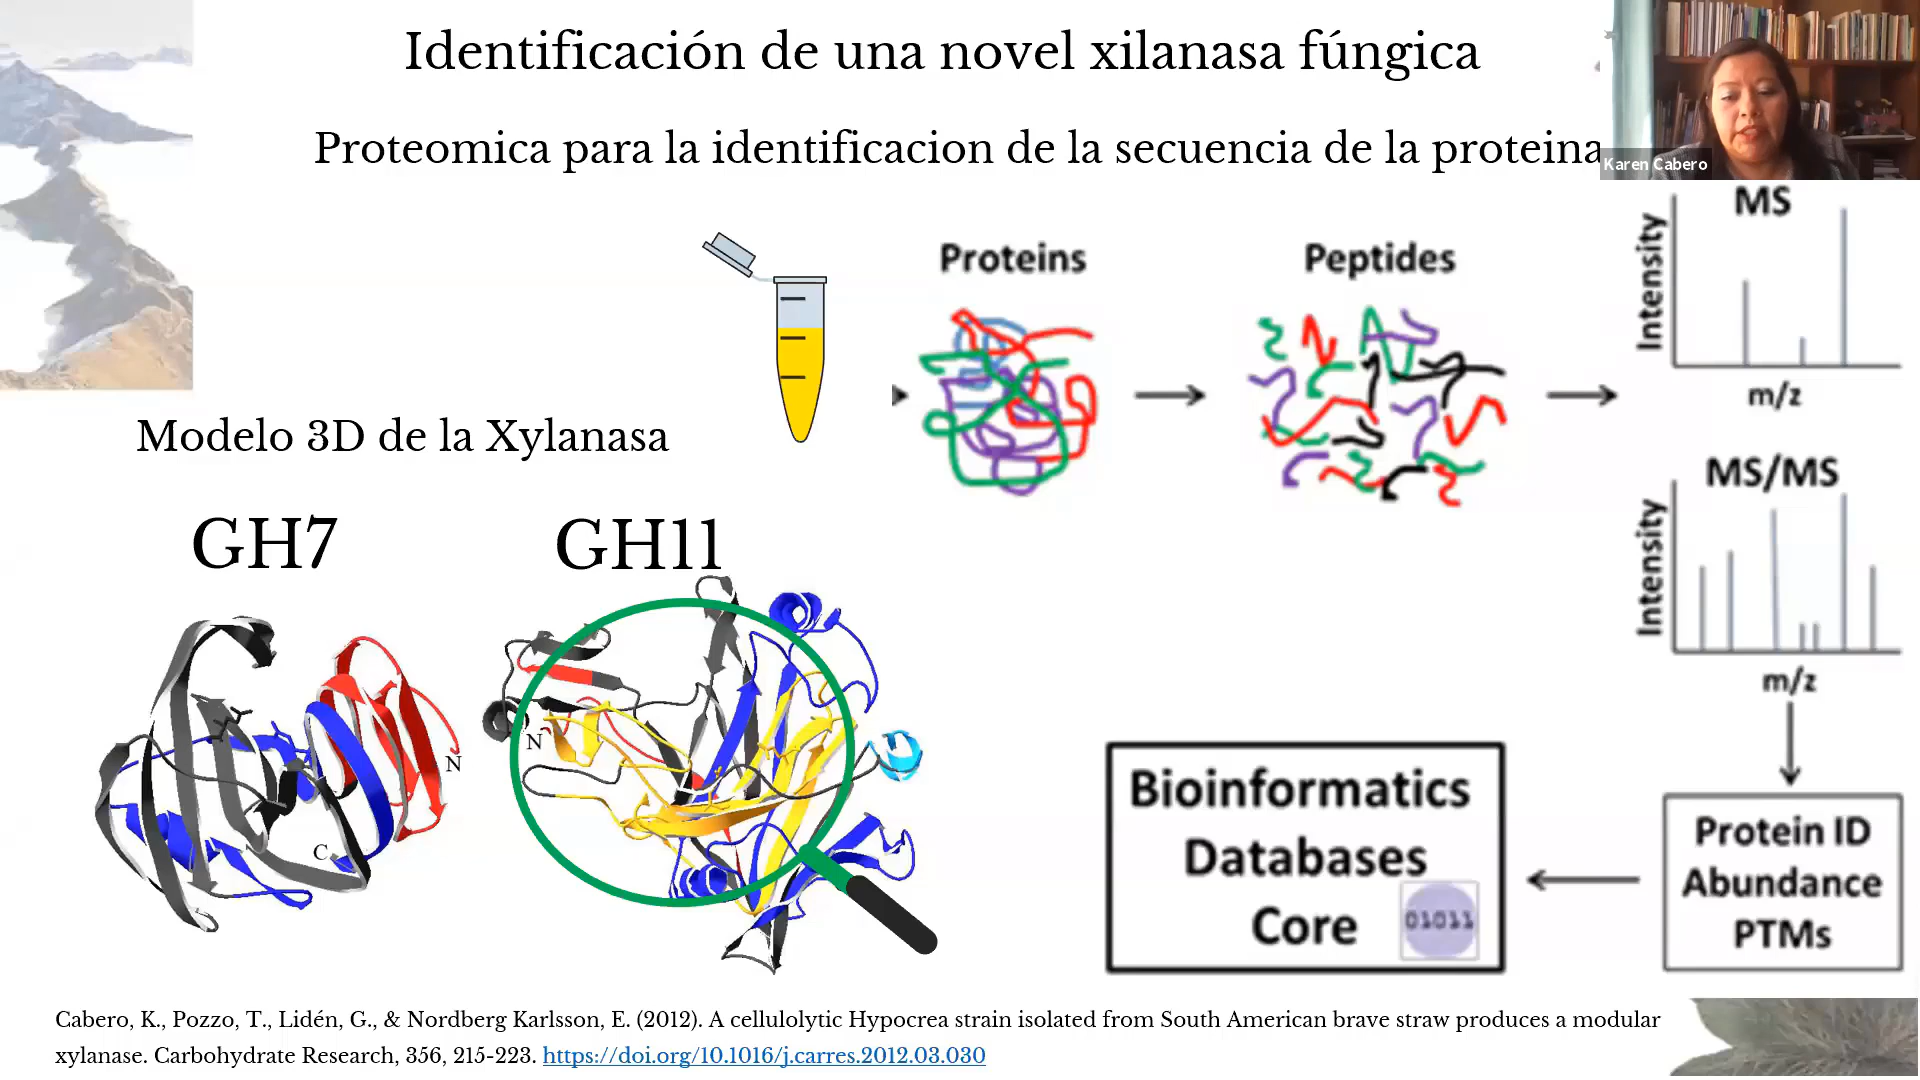 Identificación de una novel xilanasa fúngica
Proteomica para la identificacion de la secuencia de la proteina
Karen Cabero
Proteins
Peptides
MS
Intensity
m/z
MS/MS
Intensity
m/z
Protein ID
Abundance
PTMs
Bioinformatics
Databases
Core
01011
Modelo 3D de la Xylanasa
GH7
GH11
N
C
N
Cabero, K., Pozzo, T., Lidén, G., & Nordberg Karlsson, E. (2012). A cellulolytic Hypocrea strain isolated from South American brave straw produces a modular
xylanase. Carbohydrate Research, 356, 215-223. https://doi.org/10.1016/j.carres.2012.03.030